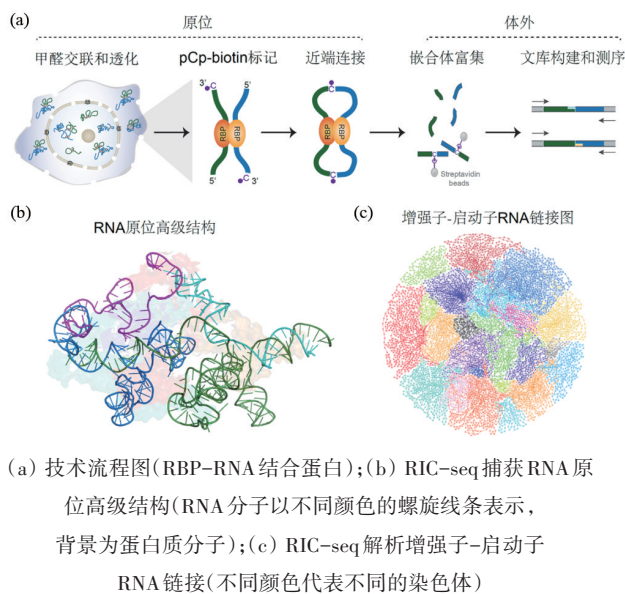 (a)
原位
体外
甲醛交联和透化
pCp-biotin标记
近端连接
嵌合体富集
文库构建和测序
3' C 5'
RBP RBP
5' C 3'
C
RBP RBP
C
Streptavidin
beads
(b)
RNA原位高级结构
(c)
增强子-启动子RNA链接图
(a) 技术流程图(RBP-RNA结合蛋白);(b) RIC-seq捕获RNA原
位高级结构(RNA分子以不同颜色的螺旋线条表示,
背景为蛋白质分子);(c) RIC-seq解析增强子-启动子
RNA链接(不同颜色代表不同的染色体)